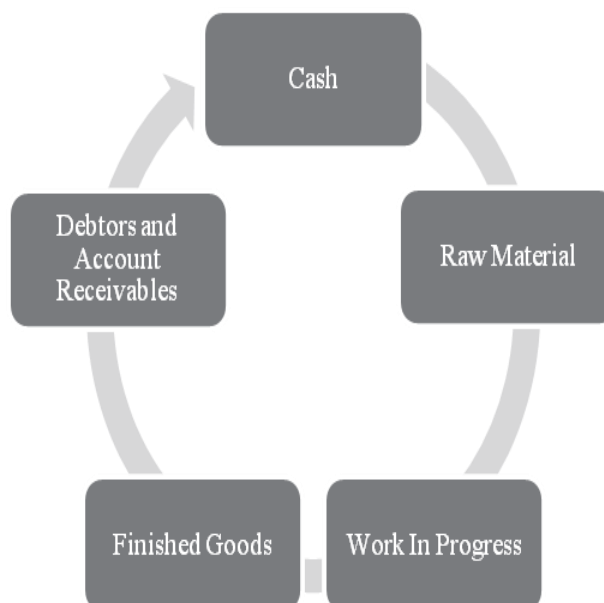 Cash
Raw Material
Work In Progress
Finished Goods
Debtors and
Account
Receivables